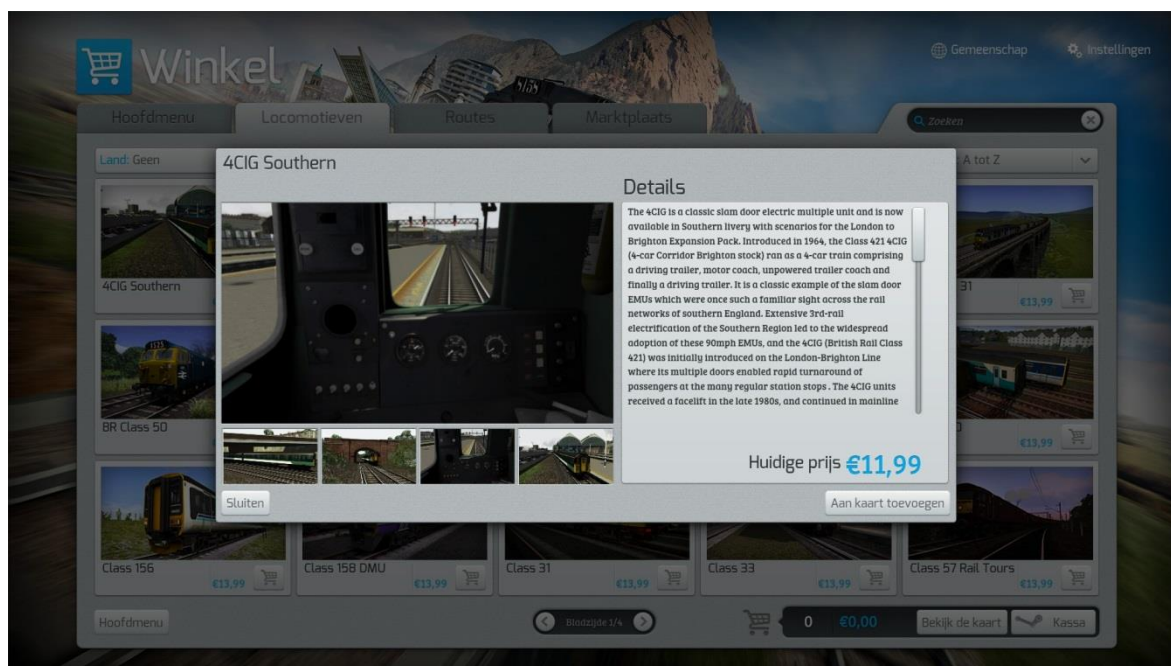 Winkel
Gemeenschap
Instellingen
Hoofdmenu
Locomotieven
Routes
Marktplaats
Zoeken
Land: Geen
A tot Z
4CIG Southern
Details
The 4CIG is a classic slam door electric multiple unit and is now
available in Southern livery with scenarios for the London to
Brighton Expansion Pack. Introduced in 1964, the Class 421 4CIG
(4-car Corridor Brighton stock) ran as a 4-car train comprising
a driving trailer, motor coach, unpowered trailer coach and
finally a driving trailer. It is a classic example of the slam door
EMUs which were once such a familiar sight across the rail
networks of southern England. Extensive 3rd-rail
electrification of the Southern Region led to the widespread
adoption of these 90mph EMUs, and the 4CIG (British Rail Class
421) was initially introduced on the London-Brighton Line
where its multiple doors enabled rapid turnaround of
passengers at the many regular station stops . The 4CIG units
received a facelift in the late 1980s, and continued in mainline
Huidige prijs €11,99
Sluiten
Aan kaart toevoegen
4CIG Southern
31
€13,99
BR Class 50
€13,99
Class 156
€13,99
Class 158 DMU
€13,99
Class 31
€13,99
Class 33
€13,99
Class 57 Rail Tours
€13,99
Hoofdmenu
Bladzijde 1/4
0
€0,00
Bekijk de kaart
Kassa